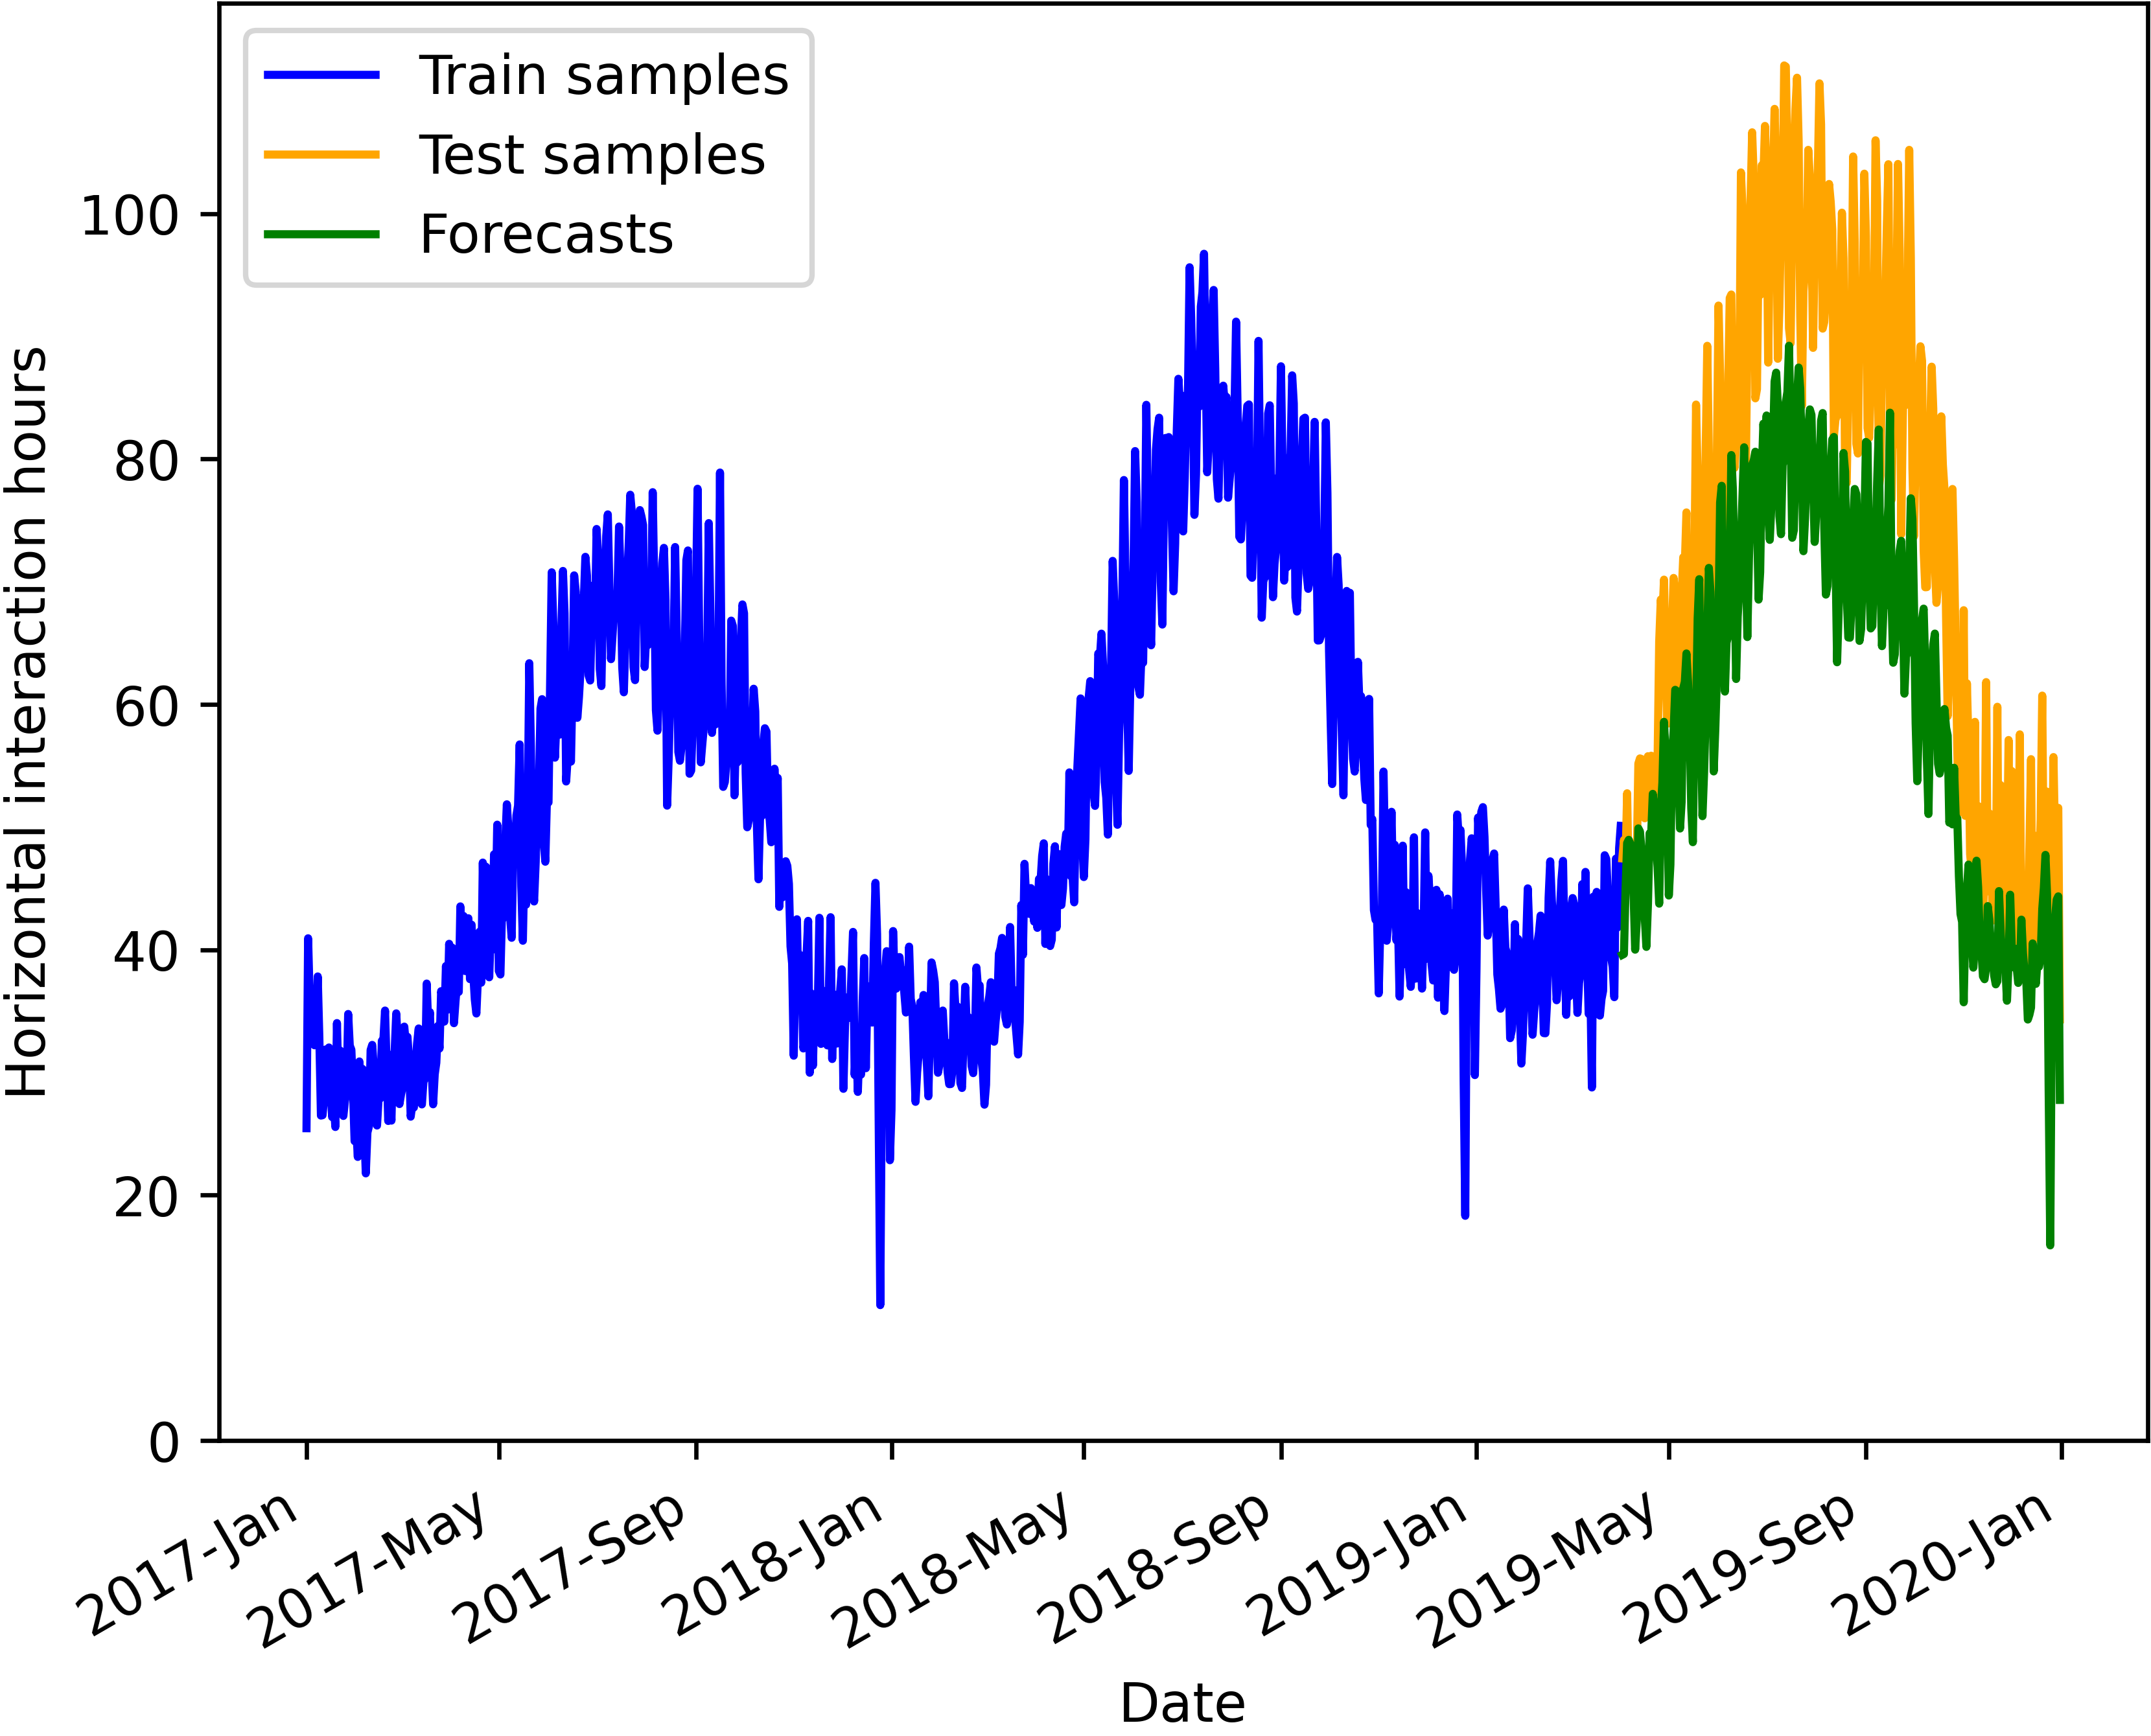 Train samples
Test samples
Forecasts
100
80
60
40
20
0
Horizontal interaction hours
2017-Jan
2017-May
2017-Sep
2018-Jan
2018-May
2018-Sep
2019-Jan
2019-May
2019-Sep
2020-Jan
Date